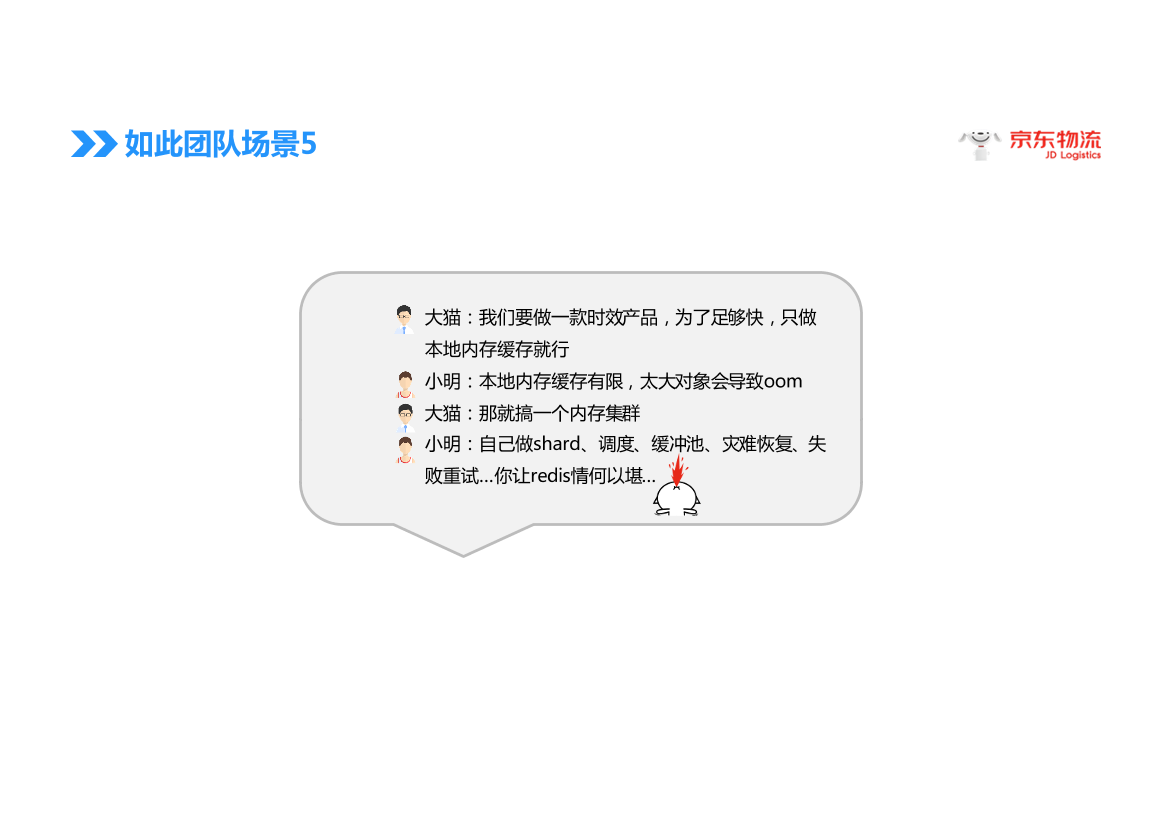 如此团队场景5
京东物流
JD Logistics
大猫：我们要做一款时效产品，为了足够快，只做
本地内存缓存就行
小明：本地内存缓存有限，太大对象会导致oom
大猫：那就搞一个内存集群
小明：自己做shard、调度、缓冲池、灾难恢复、失
败重试...你让redis情何以堪...